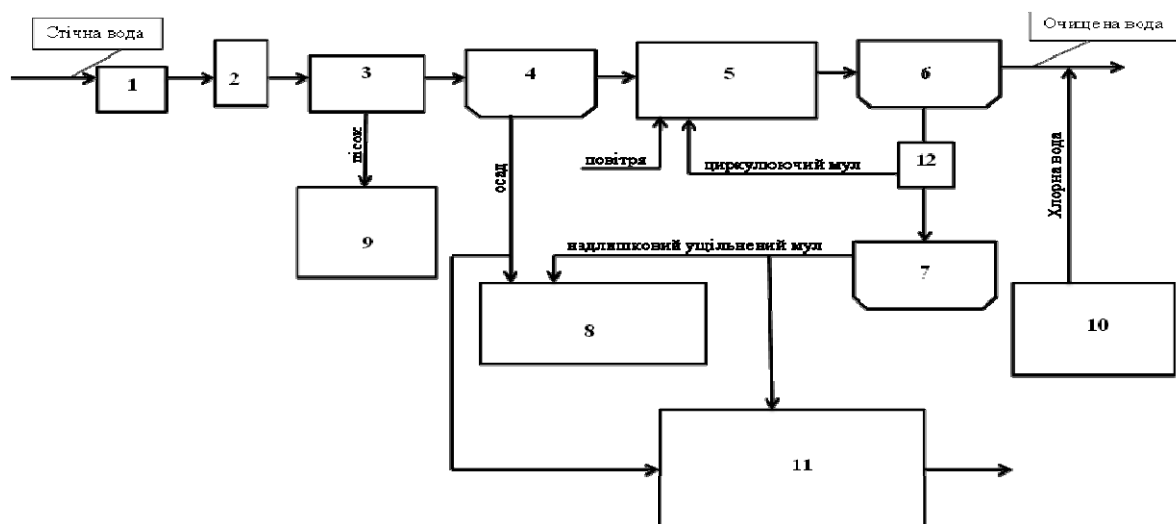 Стічна вода
Очищена вода
1
2
3
4
5
6
пісок
осад
повітря
циркулюючий мул
12
Хлорна вода
9
надлишковий ущільнений мул
7
8
10
11